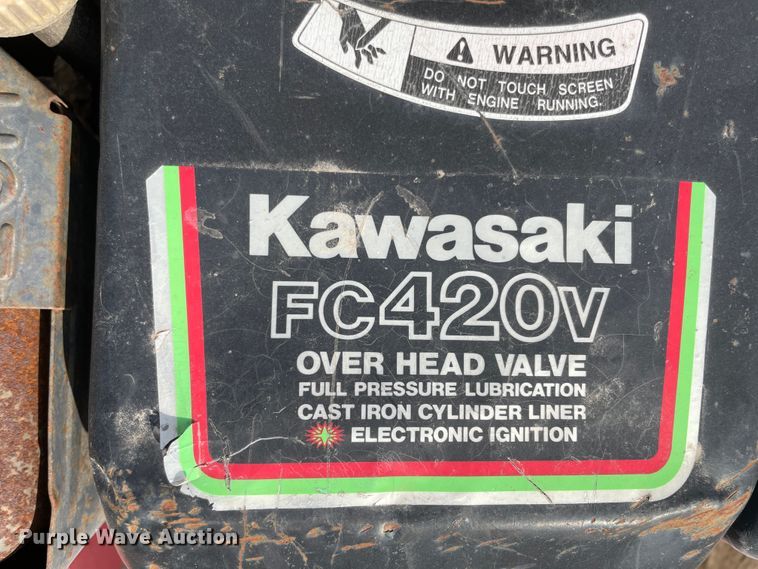 WARNING
DO NOT TOUCH SCREEN
WITH ENGINE RUNNING.
Kawasaki
FC420V
OVER HEAD VALVE
FULL PRESSURE LUBRICATION
CAST IRON CYLINDER LINER
ELECTRONIC IGNITION
Purple Wave Auction